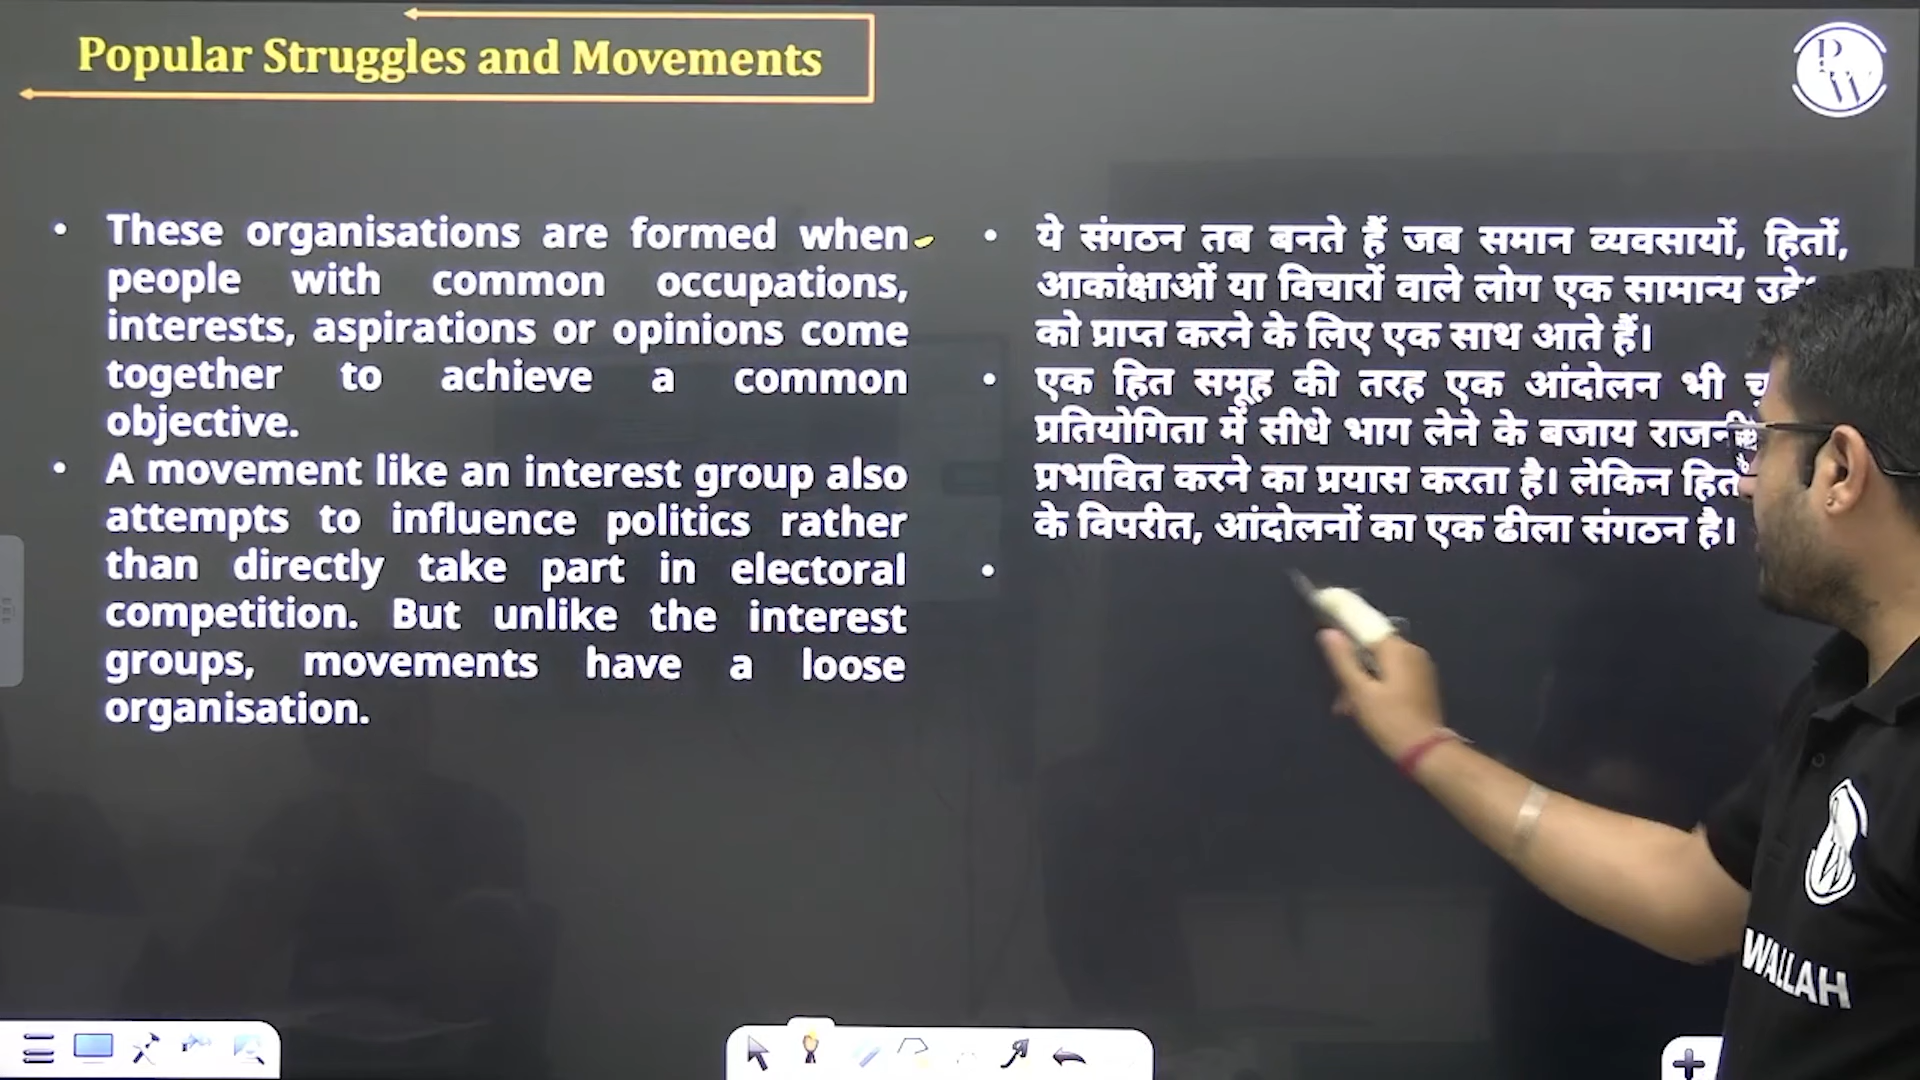 Popular Struggles and Movements
PW
• These organisations are formed when
people with common occupations,
interests, aspirations or opinions come
together to achieve a common
objective.
• A movement like an interest group also
attempts to influence politics rather
than directly take part in electoral
competition. But unlike the interest
groups, movements have a loose
organisation.
• ये संगठन तब बनते हैं जब समान व्यवसायों, हितों,
आकांक्षाओं या विचारों वाले लोग एक सामान्य
को प्राप्त करने के लिए एक साथ आते हैं।
• एक हित समूह की तरह एक आंदोलन भी
प्रतियोगिता में सीधे भाग लेने के बजाय
प्रभावित करने का प्रयास करता है। लेकिन हित
के विपरीत, आंदोलनों का एक ढीला संगठन है।
•
WALLAH